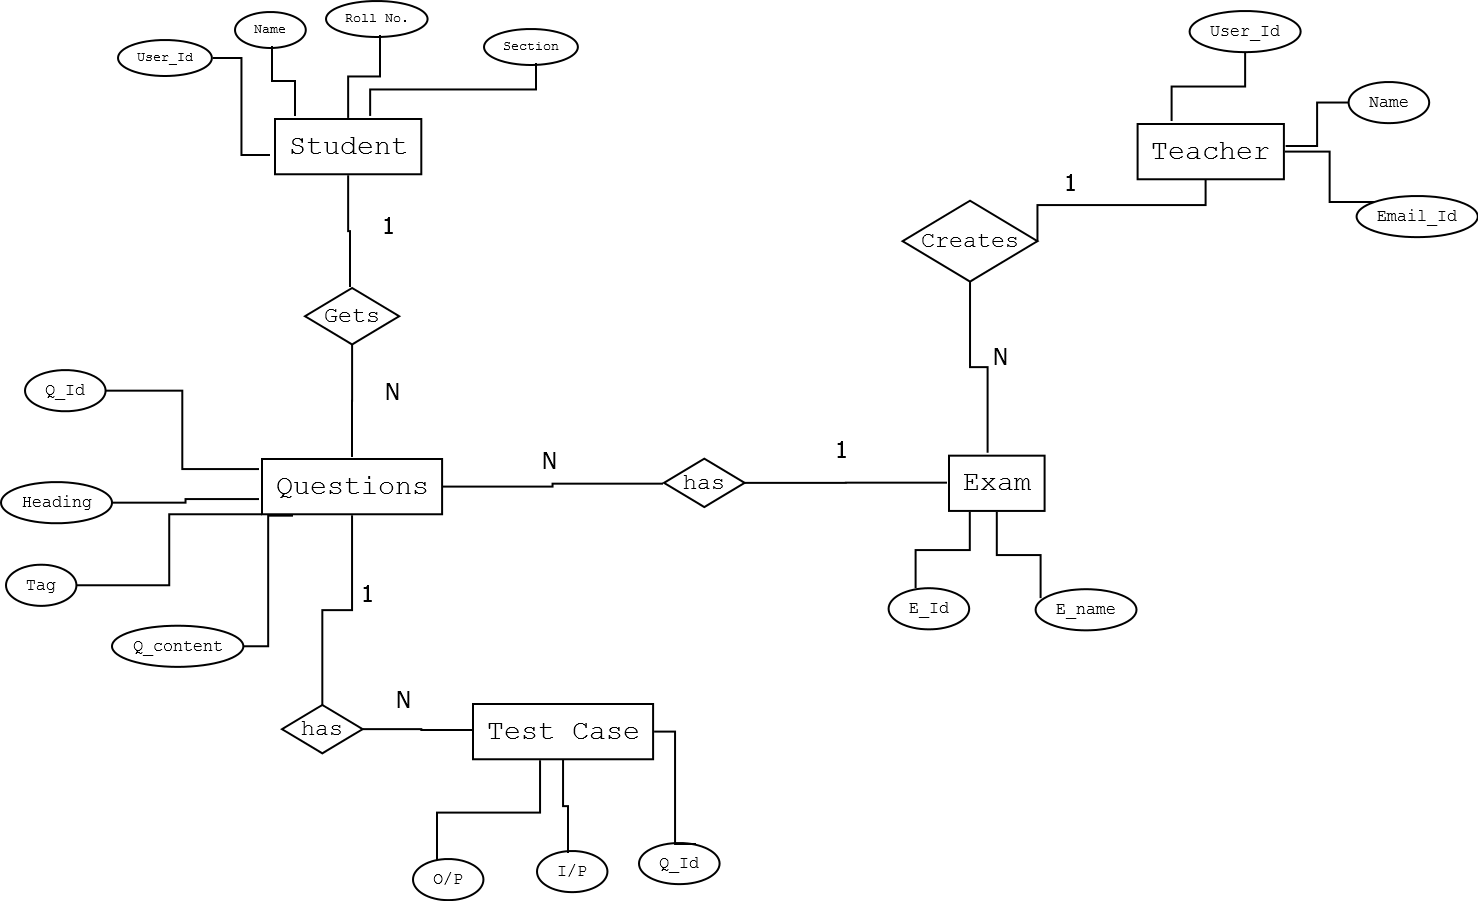 Roll No.
Name
User_Id
Section
User_Id
Name
Student
Teacher
1
Email_Id
1
Creates
Gets
N
Q_Id
N
N
1
Questions
has
Exam
Heading
Tag
1
E_Id
E_name
Q_content
N
has
Test Case
O/P
I/P
Q_Id